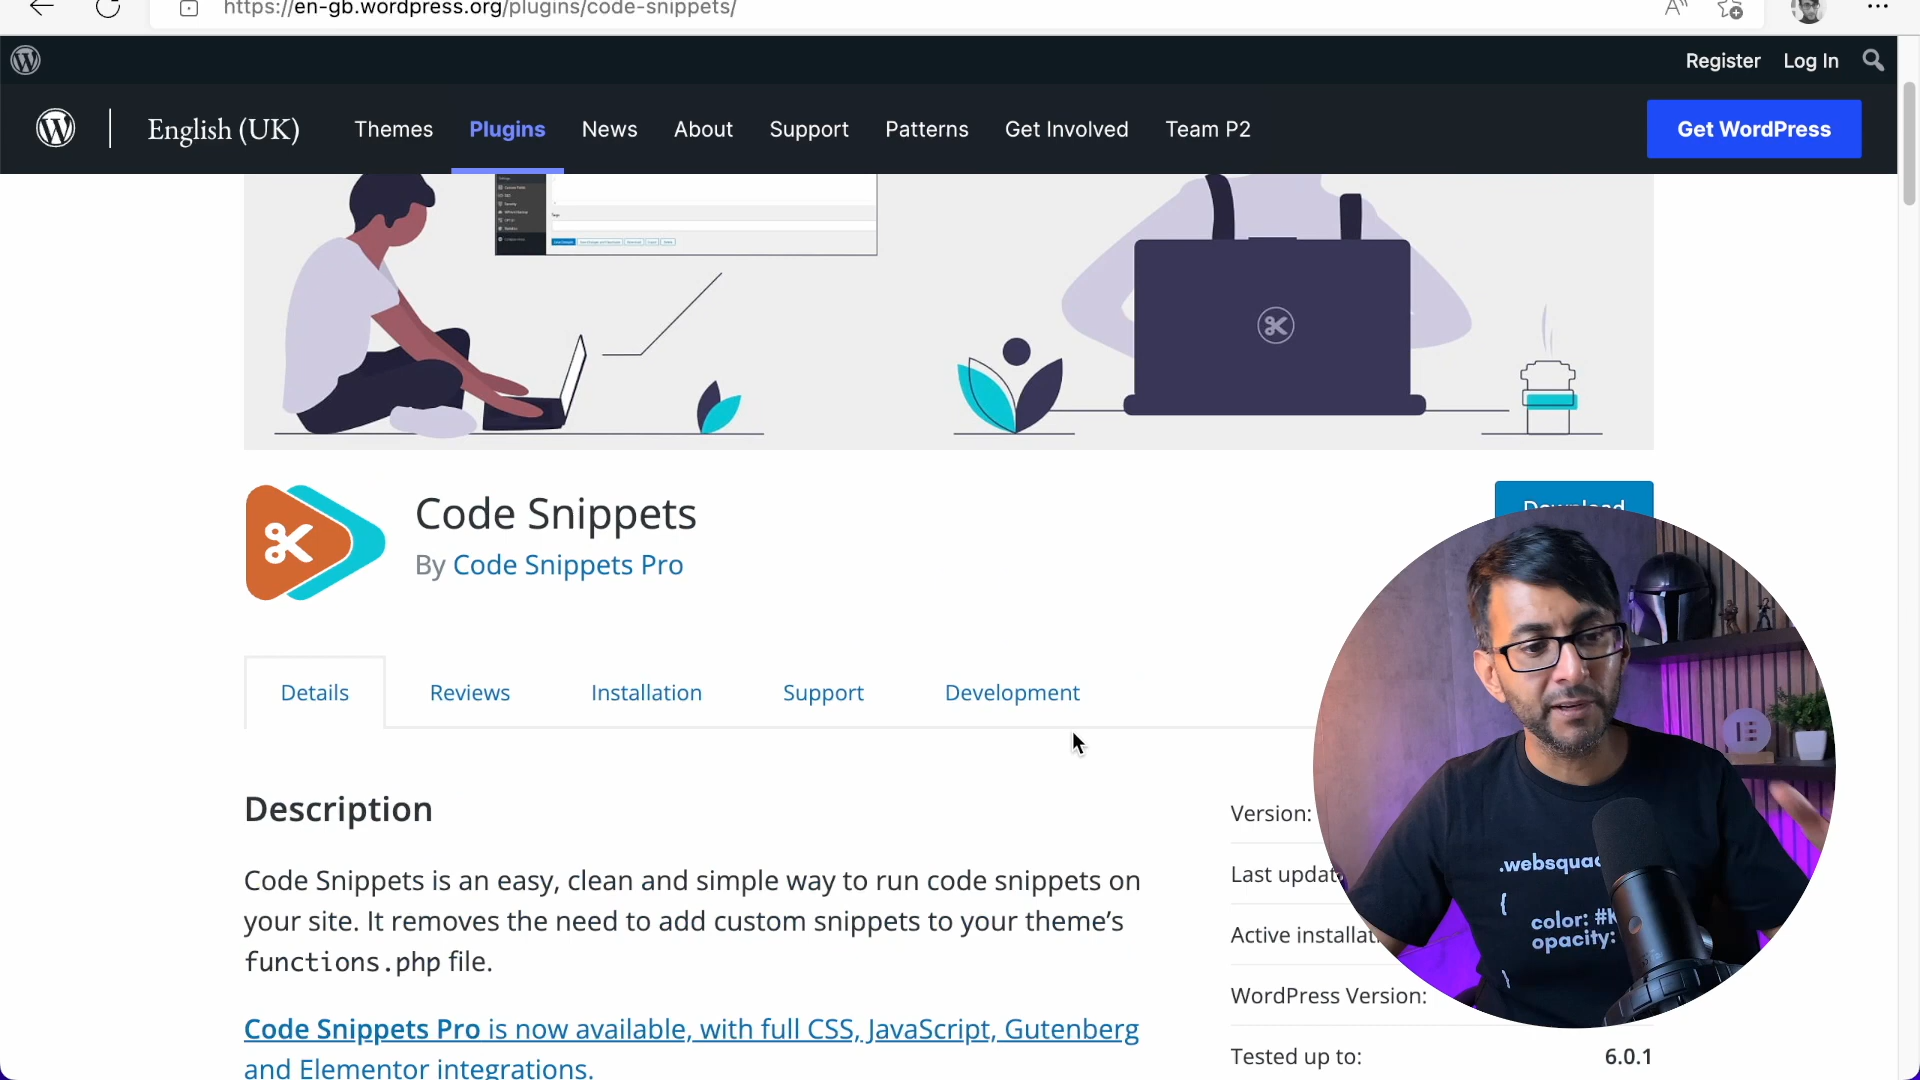 https://en-gb.wordpress.org/plugins/code-snippets/
Register Log In
English (UK) Themes Plugins News About Support Patterns Get Involved Team P2 Get WordPress
Code Snippets
Download
By Code Snippets Pro
Details Reviews Installation Support Development
Description
Version:
Code Snippets is an easy, clean and simple way to run code snippets on
Last updat
your site. It removes the need to add custom snippets to your theme’s
Active installat
functions.php file.
WordPress Version:
Code Snippets Pro is now available, with full CSS, JavaScript, Gutenberg
and Elementor integrations.
Tested up to: 6.0.1
.websquad
{
color: #K
opacity:
}